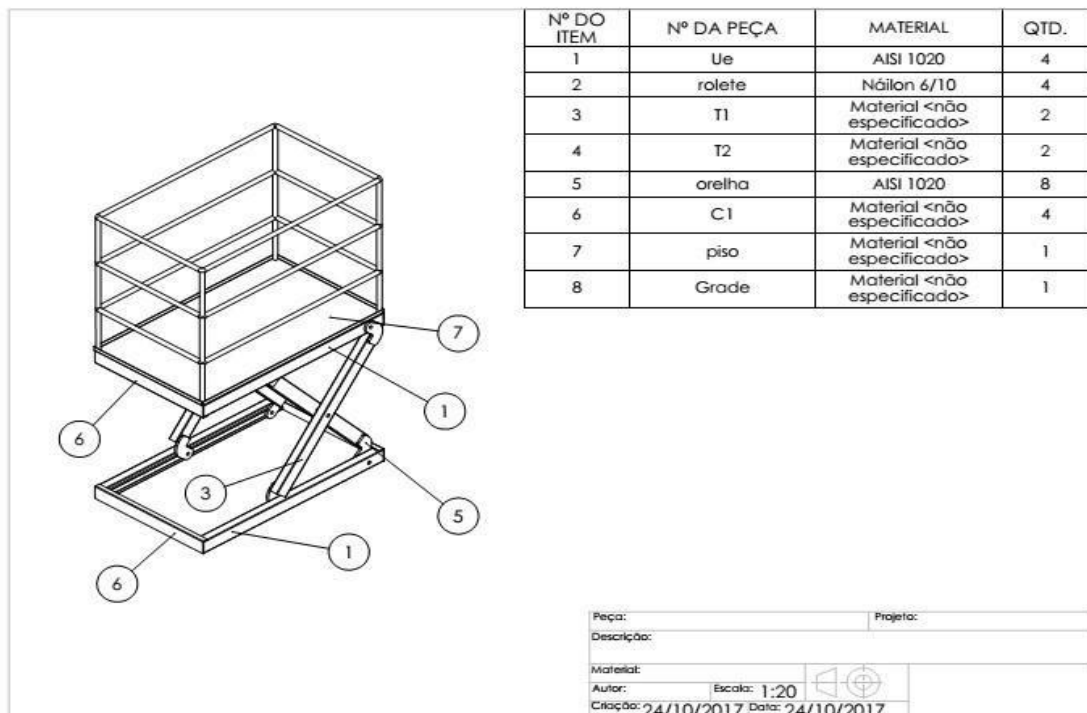 Nº DO ITEM Nº DA PEÇA MATERIAL QTD.
1 Ue AISI 1020 4
2 rolete Náilon 6/10 4
3 T1 Material <não especificado> 2
4 T2 Material <não especificado> 2
5 orelha AISI 1020 8
6 C1 Material <não especificado> 4
7 piso Material <não especificado> 1
8 Grade Material <não especificado> 1
7
1
6
3
5
1
6
Peça: Projeto:
Descrição:
Material:
Autor: Escala: 1:20
Criação: 24/10/2017 Data: 24/10/2017